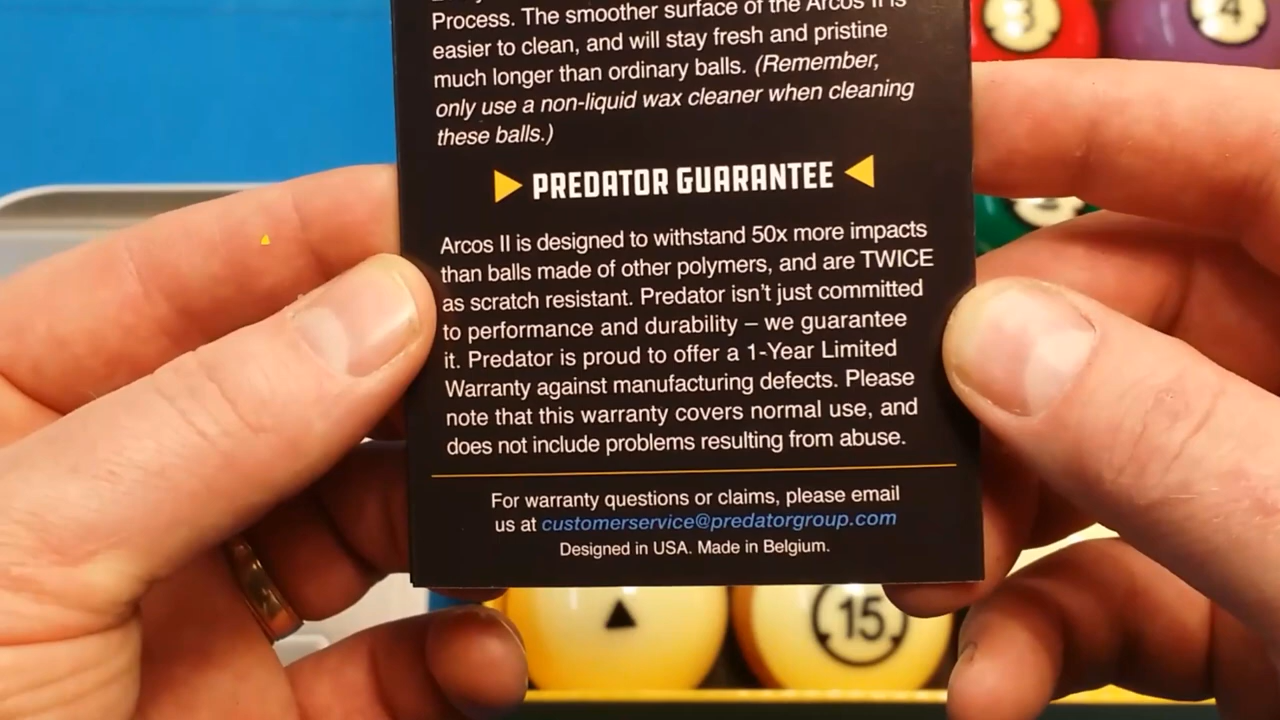 Process. The smoother surface of the Arcos II is
easier to clean, and will stay fresh and pristine
much longer than ordinary balls. (Remember,
only use a non-liquid wax cleaner when cleaning
these balls.)
PREDATOR GUARANTEE
Arcos II is designed to withstand 50x more impacts
than balls made of other polymers, and are TWICE
as scratch resistant. Predator isn't just committed
to performance and durability – we guarantee
it. Predator is proud to offer a 1-Year Limited
Warranty against manufacturing defects. Please
note that this warranty covers normal use, and
does not include problems resulting from abuse.
For warranty questions or claims, please email
us at customerservice@predatorgroup.com
Designed in USA. Made in Belgium.
3
4
15